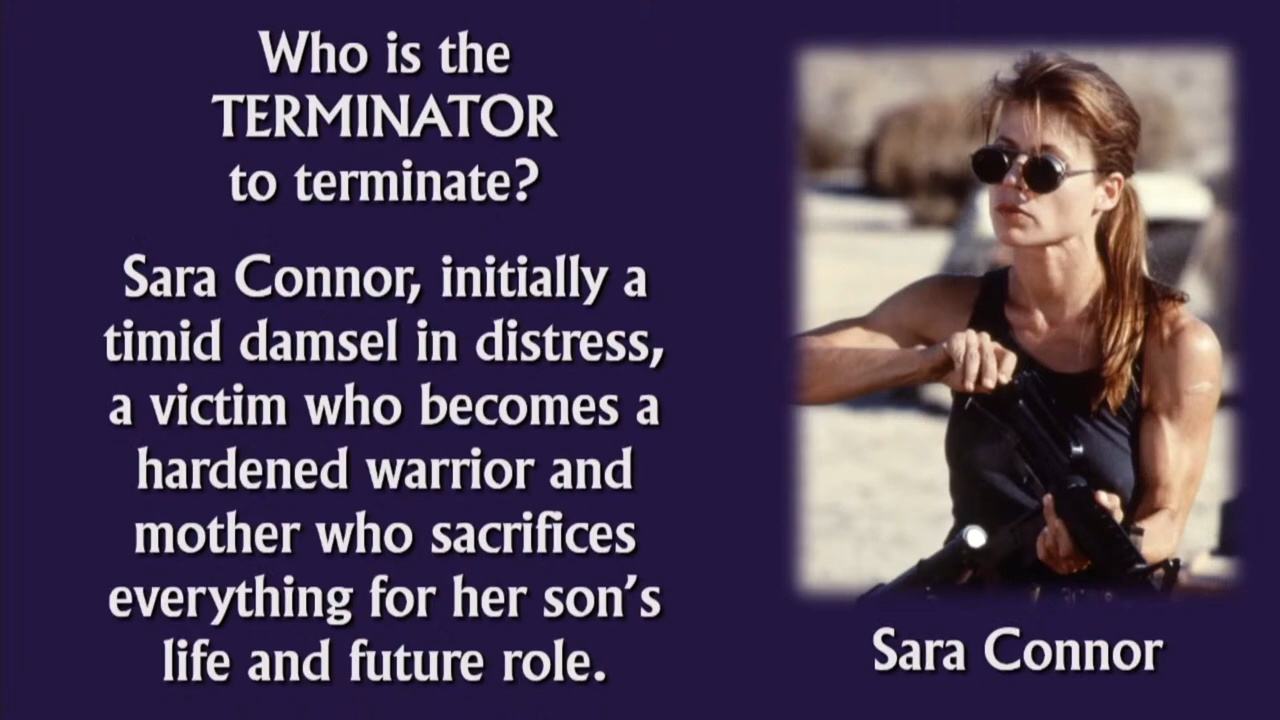 Who is the
TERMINATOR
to terminate?
Sara Connor, initially a
timid damsel in distress,
a victim who becomes a
hardened warrior and
mother who sacrifices
everything for her son's
life and future role.
Sara Connor